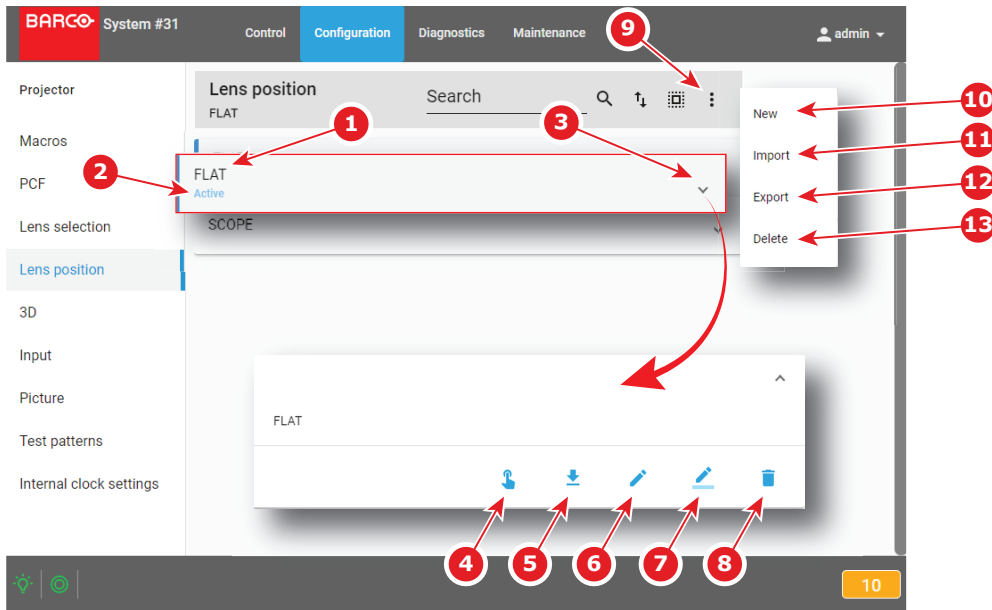 BARCO System #31
Control Configuration Diagnostics Maintenance admin
9
Projector
Macros
PCF
Lens selection
Lens position
3D
Input
Picture
Test patterns
Internal clock settings
Lens position
FLAT
Search
1
3
2
FLAT
Active
SCOPE
New
Import
Export
Delete
10
11
12
13
FLAT
4 5 6 7 8
10